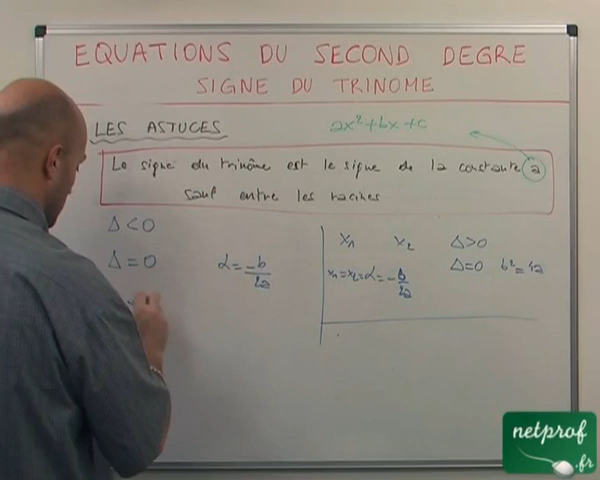 EQUATIONS DU SECOND DEGRE
SIGNE DU TRINOME
LES ASTUCES
ax²+bx+c
Le signe du trinôme est le signe de la constante a
sauf entre les racines
Δ<0
Δ=0
α=-b/2a
x₁ x₂ Δ>0
x₁=x₂=α=-b/2a
Δ=0 b²=4a
netprof
.fr